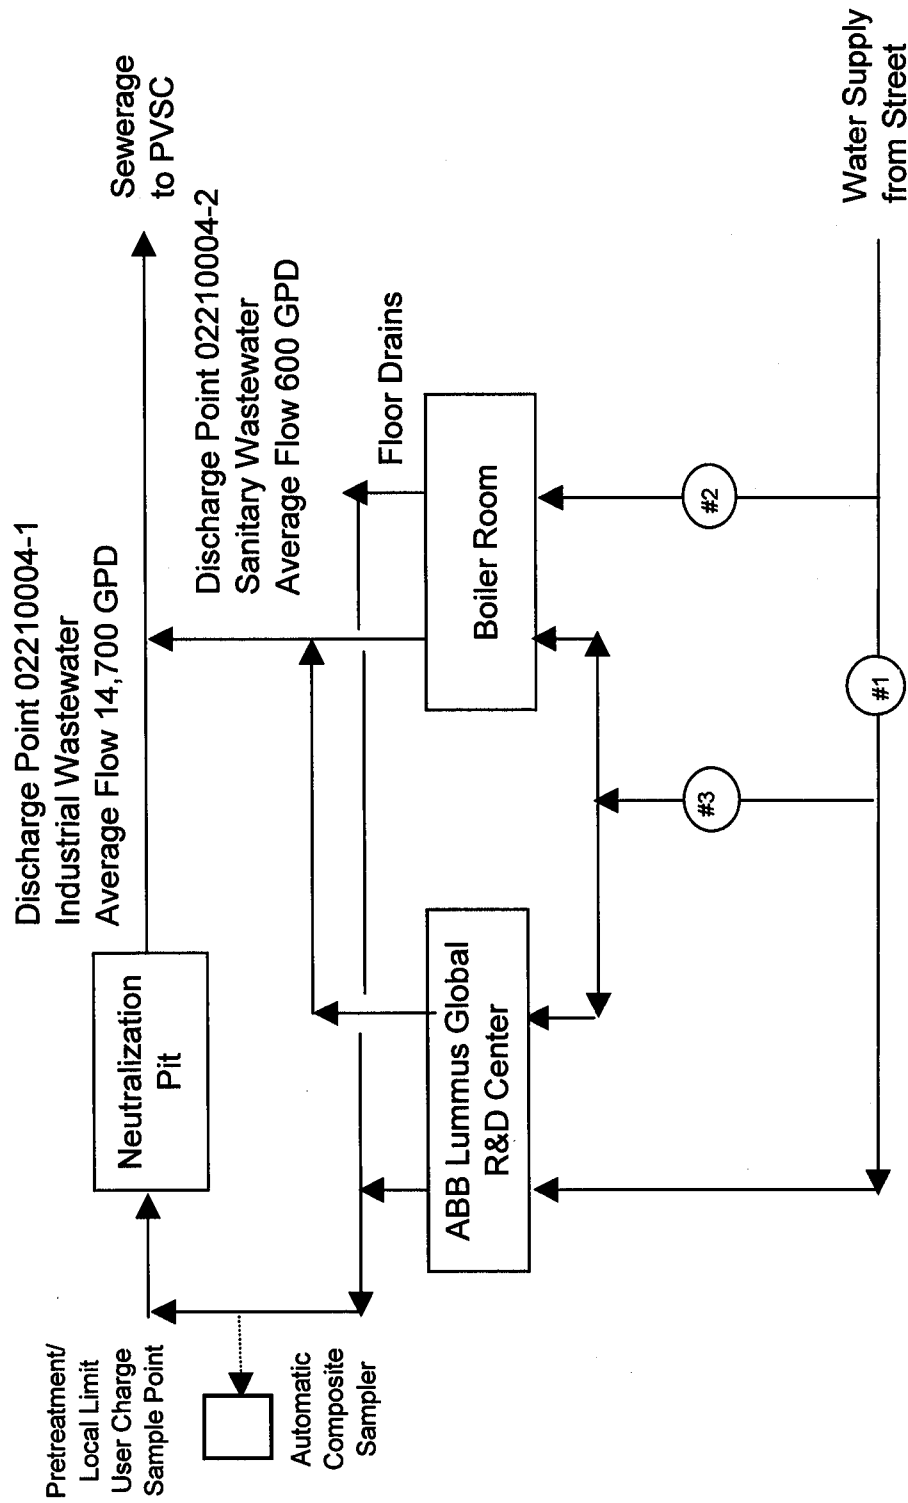 Discharge Point 02210004-1
Industrial Wastewater
Average Flow 14,700 GPD
Sewerage
to PVSC
Neutralization
Pit
Discharge Point 02210004-2
Sanitary Wastewater
Average Flow 600 GPD
Floor Drains
Pretreatment/
Local Limit
User Charge
Sample Point
Automatic
Composite
Sampler
ABB Lummus Global
R&D Center
Boiler Room
#3
#2
#1
Water Supply
from Street